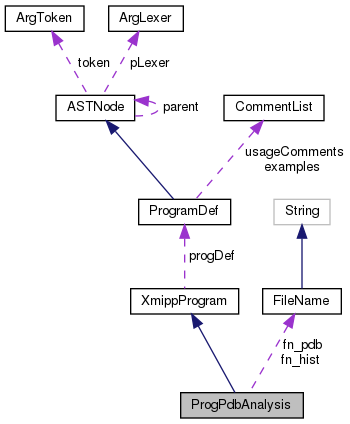 ArgToken
ArgLexer
token
pLexer
ASTNode
parent
CommentList
usageComments
examples
ProgramDef
String
progDef
XmippProgram
FileName
fn_pdb
fn_hist
ProgPdbAnalysis